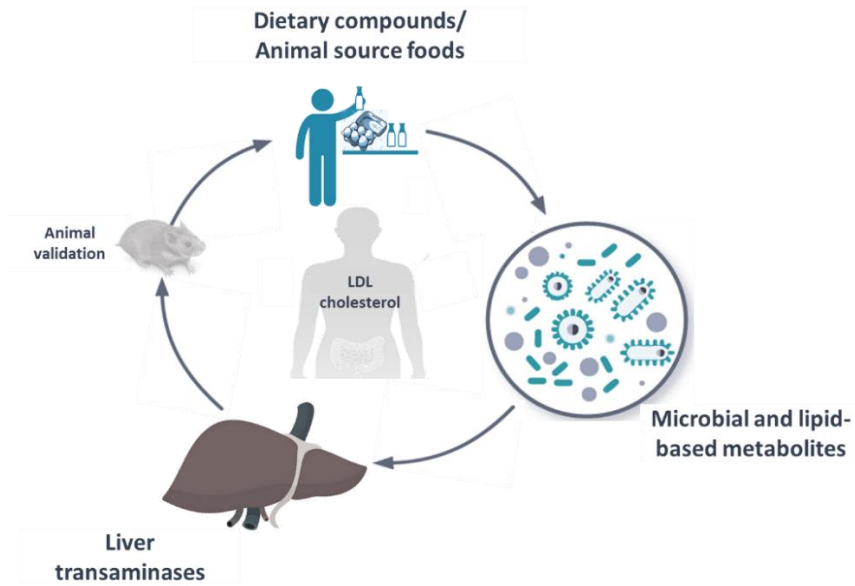 Dietary compounds/
Animal source foods
Animal
validation
LDL
cholesterol
Microbial and lipid-
based metabolites
Liver
transaminases